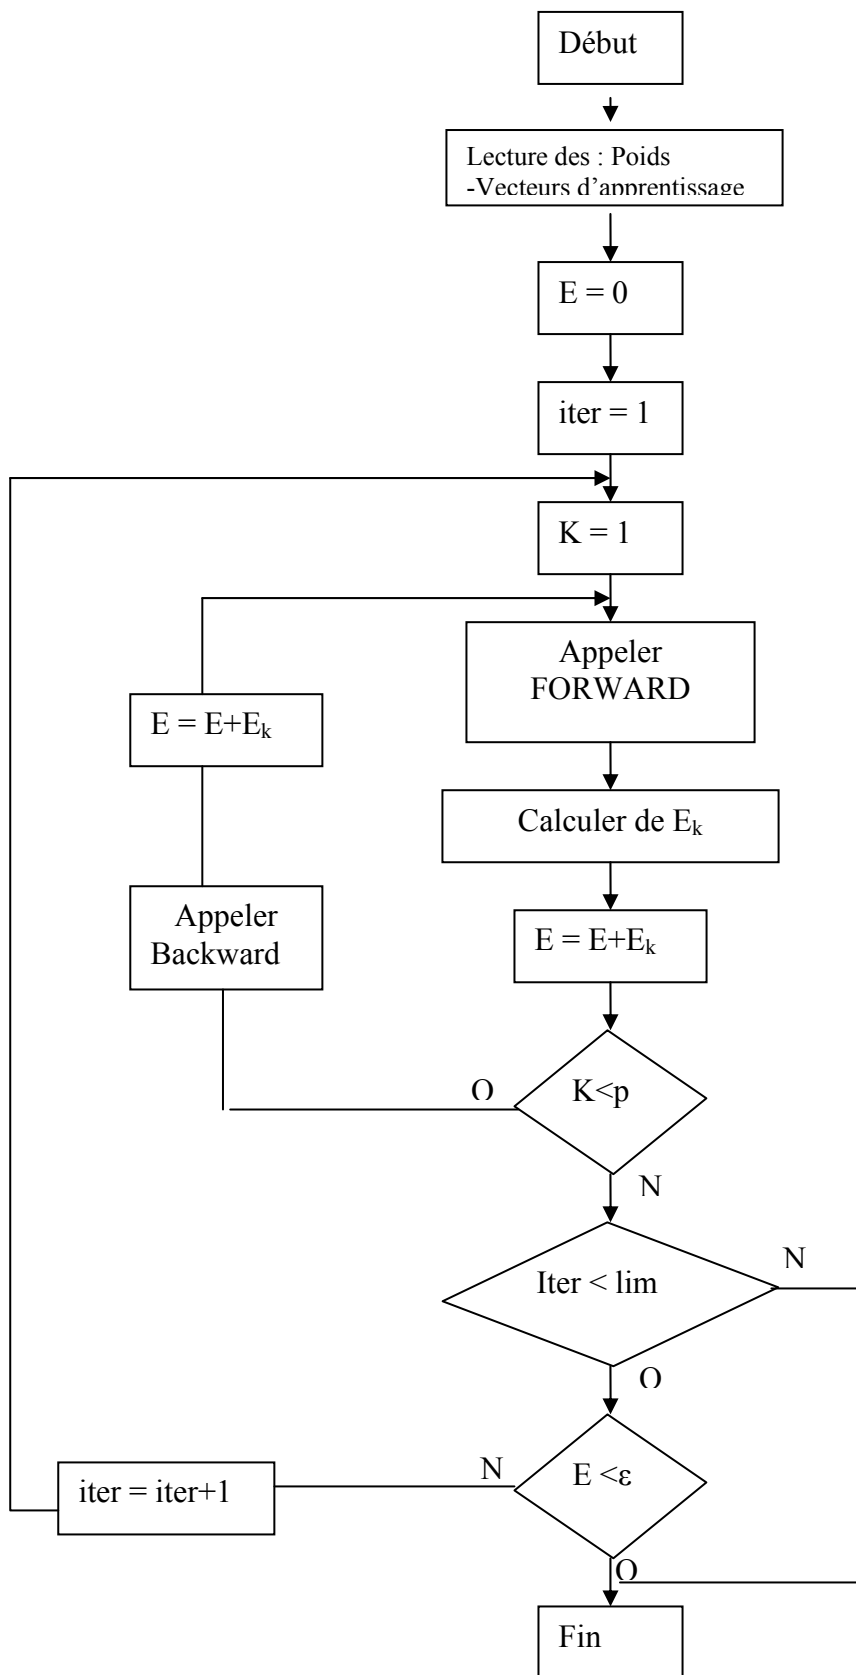 Début
Lecture des : Poids
-Vecteurs d'apprentissage
E = 0
iter = 1
K = 1
Appeler
FORWARD
E = E+Eₖ
Calculer de Eₖ
Appeler
Backward
E = E+Eₖ
K<p
O
N
Iter < lim
N
O
E <ε
N
iter = iter+1
O
Fin